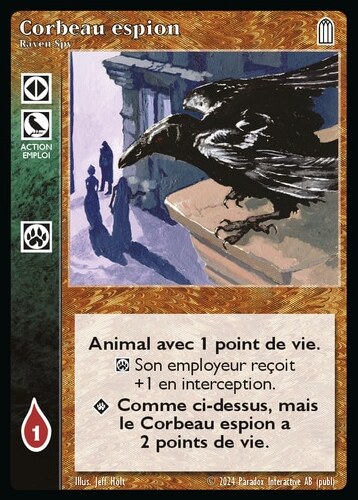 Corbeau espion
Raven Spy
ACTION
EMPLOI
Animal avec 1 point de vie.
Son employeur reçoit
+1 en interception.
Comme ci-dessus, mais
le Corbeau espion a
2 points de vie.
1
Illus. Jeff Holt
© 2024 Paradox Interactive AB (publ)